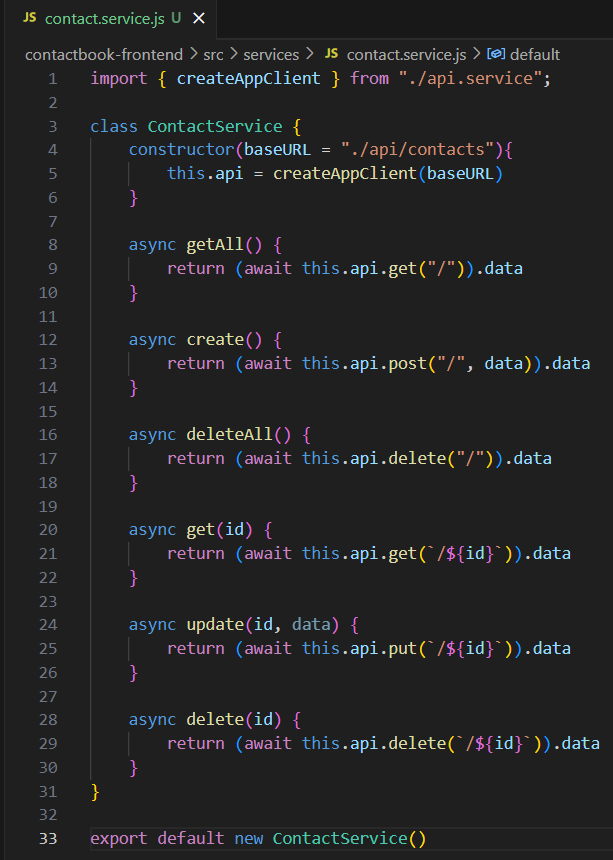 JS contact.service.js U ×
contactbook-frontend > src > services > JS contact.service.js > default
1 import { createAppClient } from "./api.service";
2
3 class ContactService {
4     constructor(baseURL = "./api/contacts"){
5         this.api = createAppClient(baseURL)
6     }
7
8     async getAll() {
9         return (await this.api.get("/")).data
10     }
11
12     async create() {
13         return (await this.api.post("/", data)).data
14     }
15
16     async deleteAll() {
17         return (await this.api.delete("/")).data
18     }
19
20     async get(id) {
21         return (await this.api.get(`/${id}`)).data
22     }
23
24     async update(id, data) {
25         return (await this.api.put(`/${id}`)).data
26     }
27
28     async delete(id) {
29         return (await this.api.delete(`/${id}`)).data
30     }
31 }
32
33 export default new ContactService()